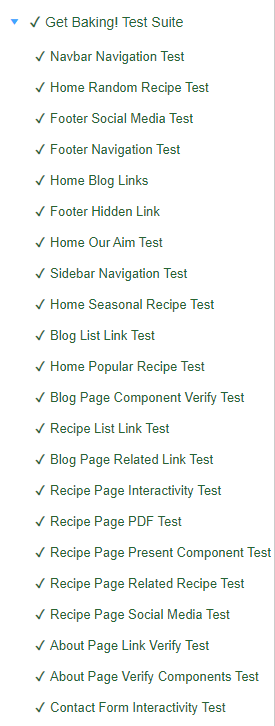 ✓ Get Baking! Test Suite
✓ Navbar Navigation Test
✓ Home Random Recipe Test
✓ Footer Social Media Test
✓ Footer Navigation Test
✓ Home Blog Links
✓ Footer Hidden Link
✓ Home Our Aim Test
✓ Sidebar Navigation Test
✓ Home Seasonal Recipe Test
✓ Blog List Link Test
✓ Home Popular Recipe Test
✓ Blog Page Component Verify Test
✓ Recipe List Link Test
✓ Blog Page Related Link Test
✓ Recipe Page Interactivity Test
✓ Recipe Page PDF Test
✓ Recipe Page Present Component Test
✓ Recipe Page Related Recipe Test
✓ Recipe Page Social Media Test
✓ About Page Link Verify Test
✓ About Page Verify Components Test
✓ Contact Form Interactivity Test